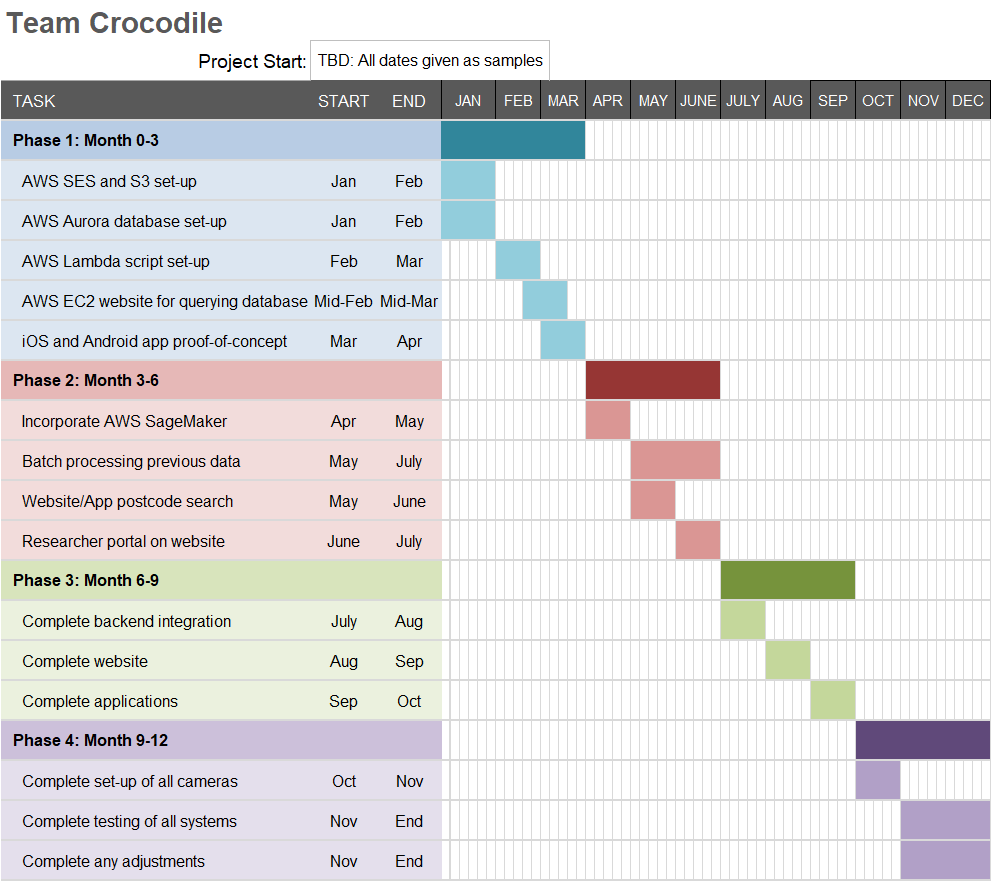 Team Crocodile
Project Start: TBD: All dates given as samples
TASK START END JAN FEB MAR APR MAY JUNE JULY AUG SEP OCT NOV DEC
Phase 1: Month 0-3
AWS SES and S3 set-up Jan Feb
AWS Aurora database set-up Jan Feb
AWS Lambda script set-up Feb Mar
AWS EC2 website for querying database Mid-Feb Mid-Mar
iOS and Android app proof-of-concept Mar Apr
Phase 2: Month 3-6
Incorporate AWS SageMaker Apr May
Batch processing previous data May July
Website/App postcode search May June
Researcher portal on website June July
Phase 3: Month 6-9
Complete backend integration July Aug
Complete website Aug Sep
Complete applications Sep Oct
Phase 4: Month 9-12
Complete set-up of all cameras Oct Nov
Complete testing of all systems Nov End
Complete any adjustments Nov End